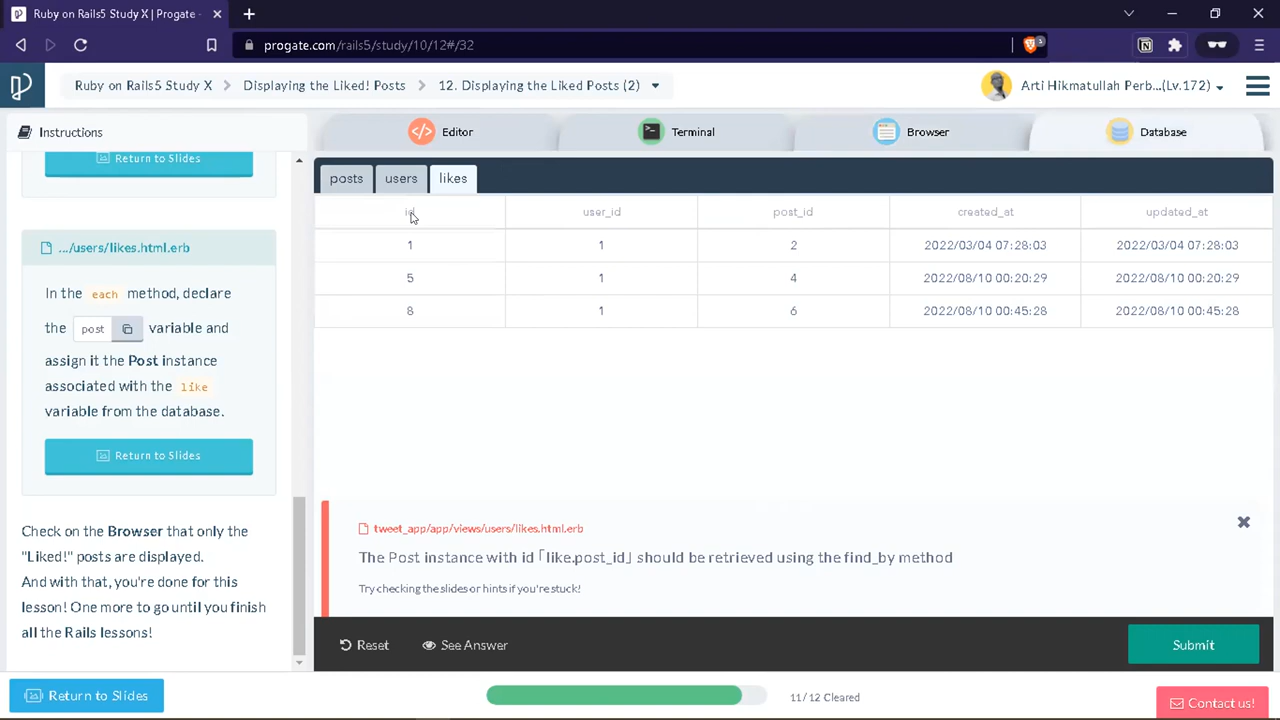 Ruby on Rails5 Study X | Progate -
progate.com/rails5/study/10/12#/32
3
Ruby on Rails5 Study X
Displaying the Liked! Posts
12. Displaying the Liked Posts (2)
Arti Hikmatullah Perb...(Lv.172)
Instructions
Editor
Terminal
Browser
Database
Return to Slides
.../users/likes.html.erb
In the each method, declare
the post variable and
assign it the Post instance
associated with the like
variable from the database.
Return to Slides
Check on the Browser that only the
"Liked!" posts are displayed.
And with that, you're done for this
lesson! One more to go until you finish
all the Rails lessons!
posts users likes
id user_id post_id created_at updated_at
1 1 2 2022/03/04 07:28:03 2022/03/04 07:28:03
5 1 4 2022/08/10 00:20:29 2022/08/10 00:20:29
8 1 6 2022/08/10 00:45:28 2022/08/10 00:45:28
tweet_app/app/views/users/likes.html.erb
The Post instance with id「like.post_id」should be retrieved using the find_by method
Try checking the slides or hints if you're stuck!
Reset
See Answer
Submit
Return to Slides
11 / 12 Cleared
Contact us!